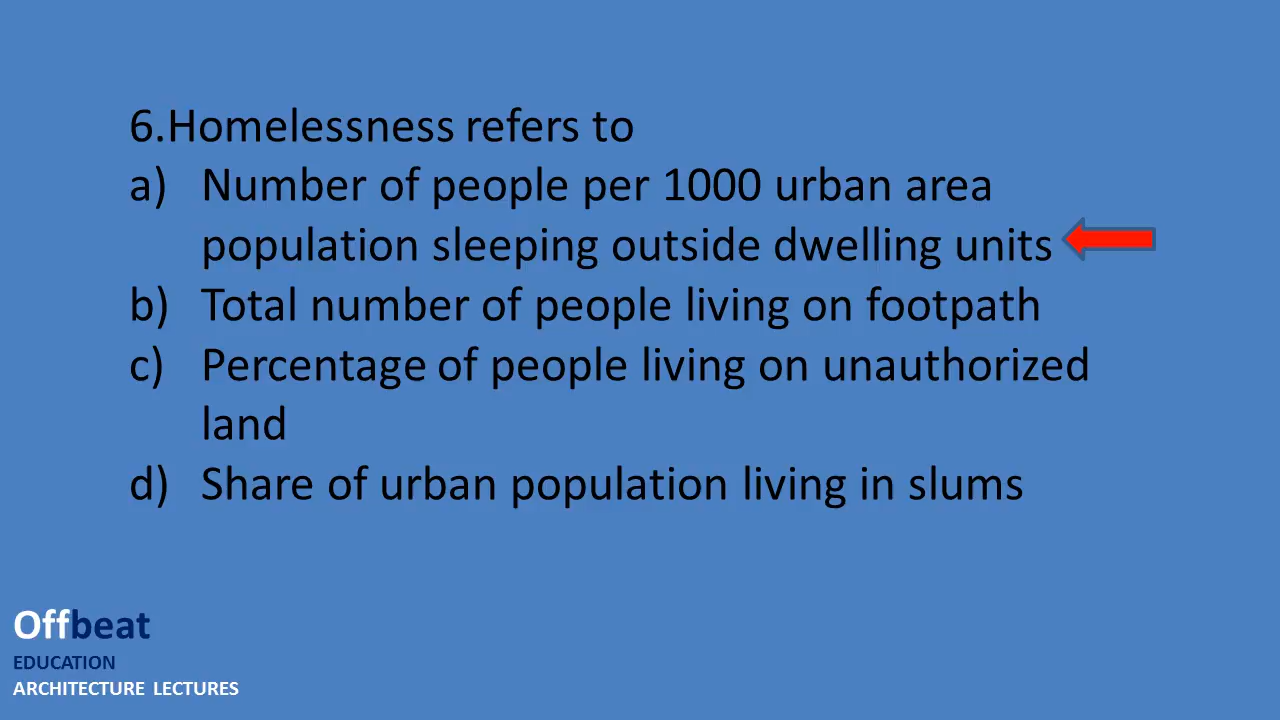 6.Homelessness refers to
a) Number of people per 1000 urban area
population sleeping outside dwelling units
b) Total number of people living on footpath
c) Percentage of people living on unauthorized
land
d) Share of urban population living in slums
Offbeat
EDUCATION
ARCHITECTURE LECTURES